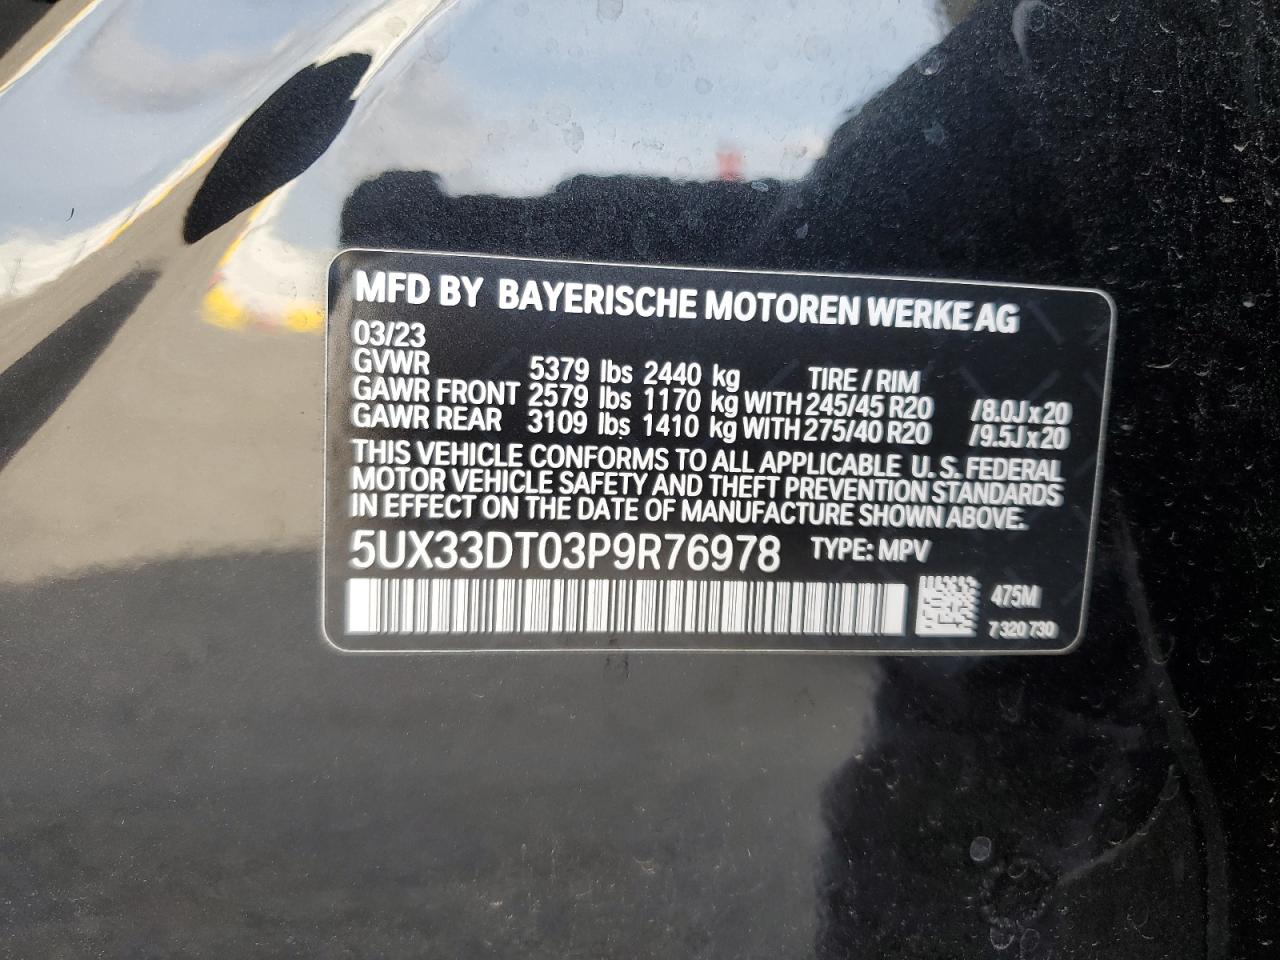 MFD BY BAYERISCHE MOTOREN WERKE AG
03/23
GVWR 5379 lbs 2440 kg TIRE / RIM
GAWR FRONT 2579 lbs 1170 kg WITH 245/45 R20 /8.0J x 20
GAWR REAR 3109 lbs 1410 kg WITH 275/40 R20 /9.5J x 20
THIS VEHICLE CONFORMS TO ALL APPLICABLE U. S. FEDERAL
MOTOR VEHICLE SAFETY AND THEFT PREVENTION STANDARDS
IN EFFECT ON THE DATE OF MANUFACTURE SHOWN ABOVE.
5UX33DT03P9R76978 TYPE: MPV
475M
7 320 730